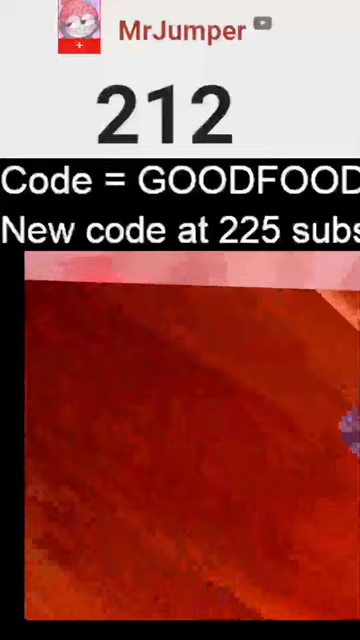 MrJumper
212
Code = GOODFOOD
New code at 225 subs